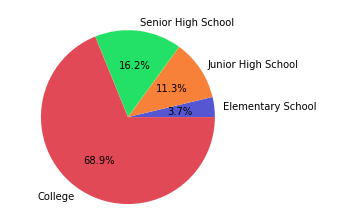 Senior High School
Junior High School
16.2%
11.3%
Elementary School
3.7%
68.9%
College